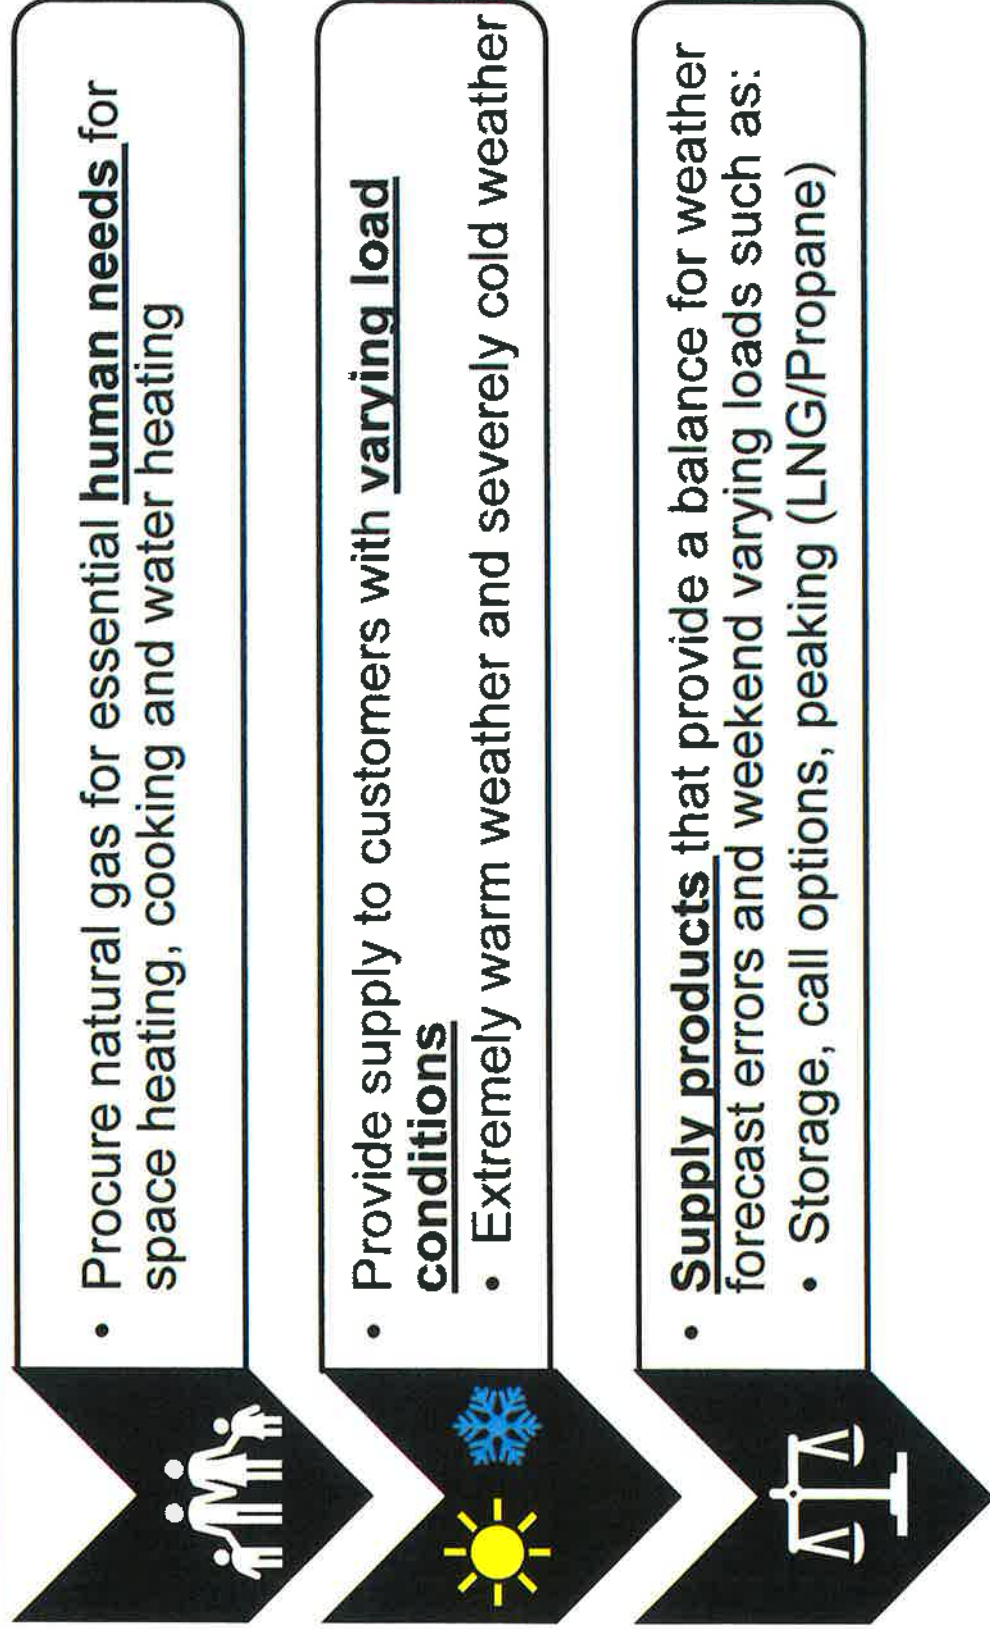 • Procure natural gas for essential human needs for
space heating, cooking and water heating
• Provide supply to customers with varying load
conditions
• Extremely warm weather and severely cold weather
• Supply products that provide a balance for weather
forecast errors and weekend varying loads such as:
• Storage, call options, peaking (LNG/Propane)